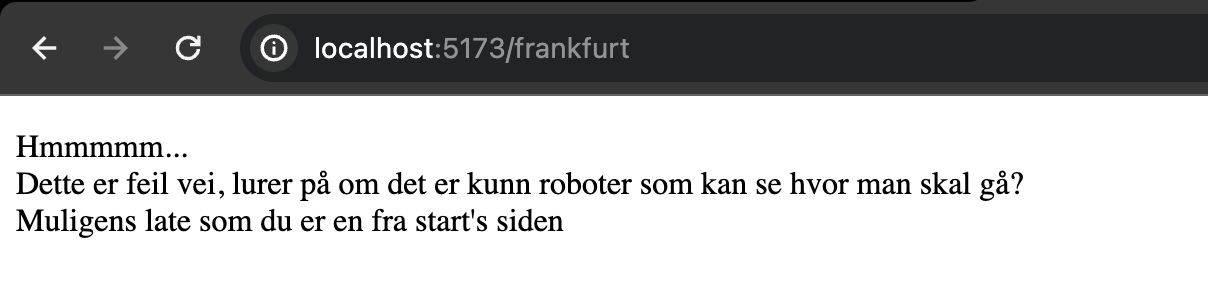 localhost:5173/frankfurt
Hmmmmm...
Dette er feil vei, lurer på om det er kunn roboter som kan se hvor man skal gå?
Muligens late som du er en fra start's siden